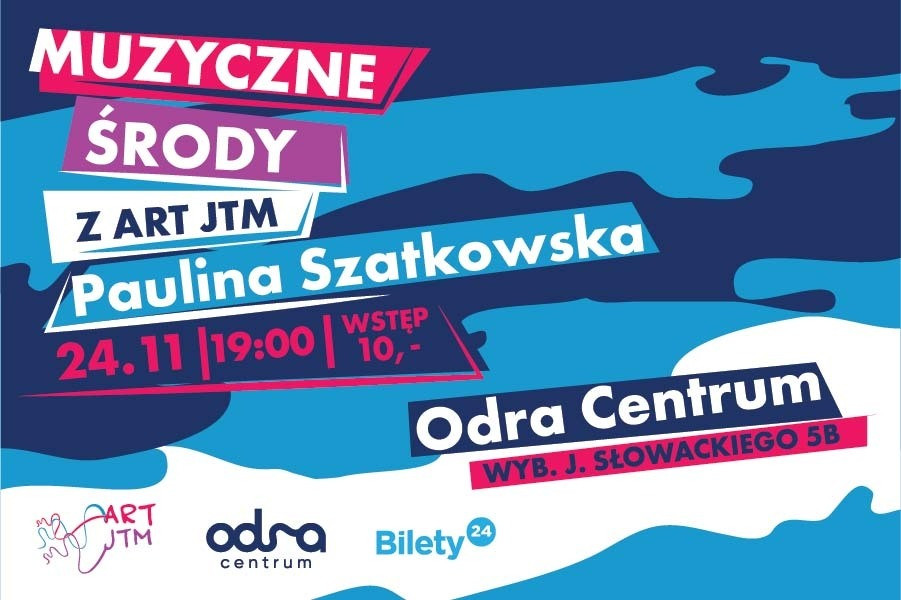 MUZYCZNE
ŚRODY
Z ART JTM
Paulina Szatkowska
24.11 | 19:00 | WSTĘP 10,-
Odra Centrum
WYB. J. SŁOWACKIEGO 5B
ART
JTM
odra
centrum
Bilety 24